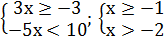 {3x ≥ −3 ; {x ≥ −1
{−5x < 10 {x > −2